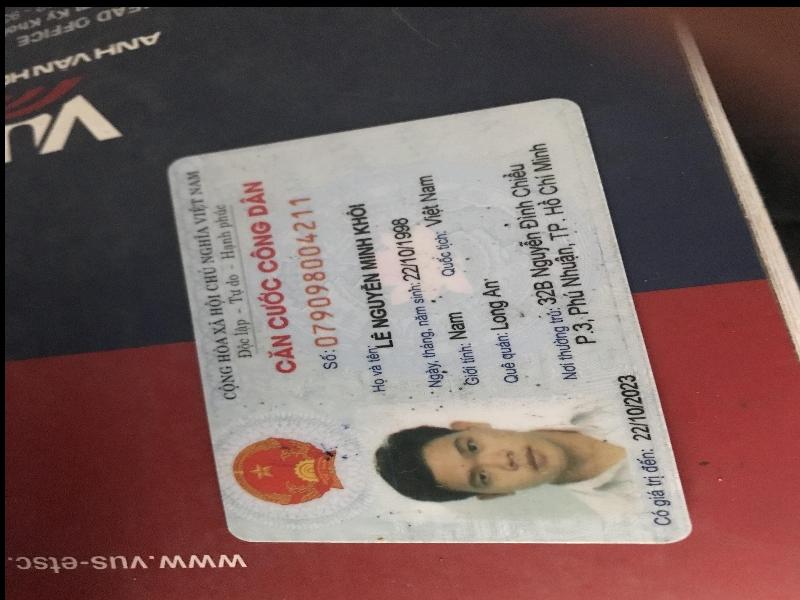 CỘNG HÒA XÃ HỘI CHỦ NGHĨA VIỆT NAM
Độc lập - Tự do - Hạnh phúc
CĂN CƯỚC CÔNG DÂN
Số: 079098004211
Họ và tên: LÊ NGUYỄN MINH KHÔI
Ngày, tháng, năm sinh: 22/10/1998
Giới tính: Nam Quốc tịch: Việt Nam
Quê quán: Long An
Nơi thường trú: 32B Nguyễn Đình Chiểu
P.3, Phú Nhuận, TP. Hồ Chí Minh
Có giá trị đến: 22/10/2023
HEAD OFFICE
ANH VĂN
VUS
www.vus-etsc.